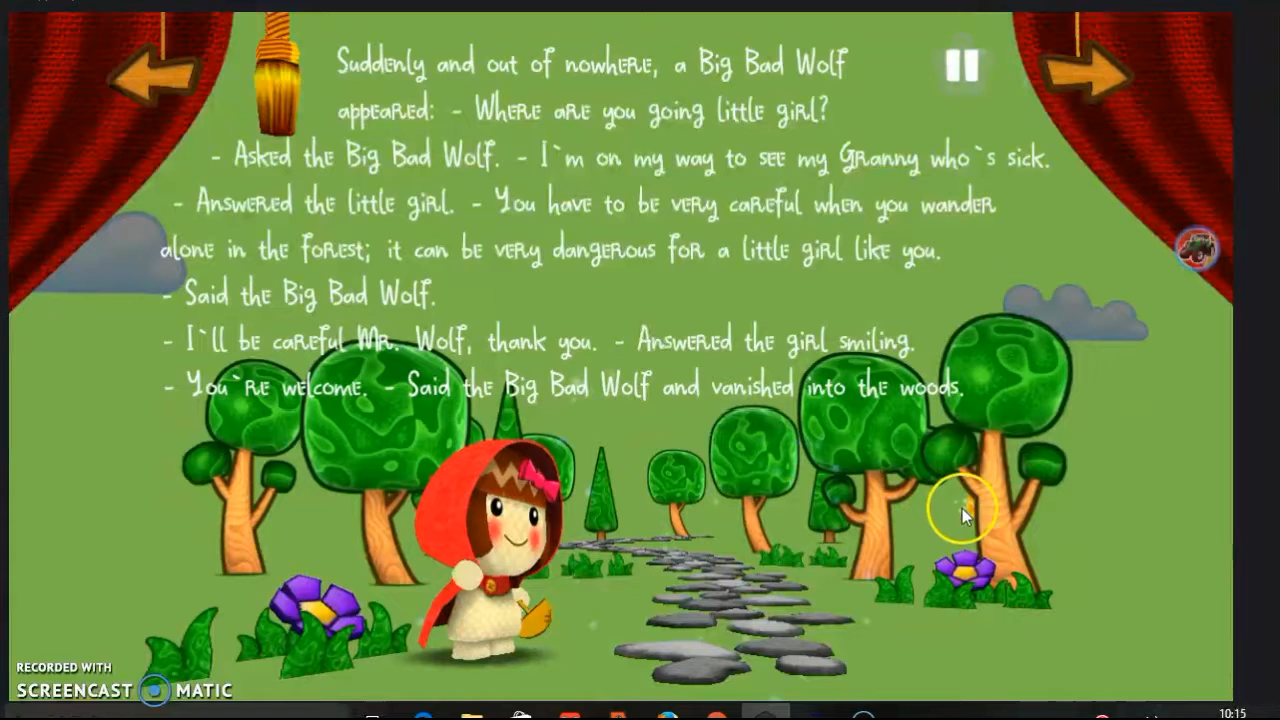 Suddenly and out of nowhere, a Big Bad Wolf
appeared: - Where are you going little girl?
- Asked the Big Bad Wolf. - I`m on my way to see my Granny who`s sick.
- Answered the little girl. - You have to be very careful when you wander
alone in the forest; it can be very dangerous for a little girl like you.
- Said the Big Bad Wolf.
- I`ll be careful Mr. Wolf, thank you. - Answered the girl smiling.
- You`re welcome. - Said the Big Bad Wolf and vanished into the woods.
RECORDED WITH
SCREENCAST MATIC
10:15